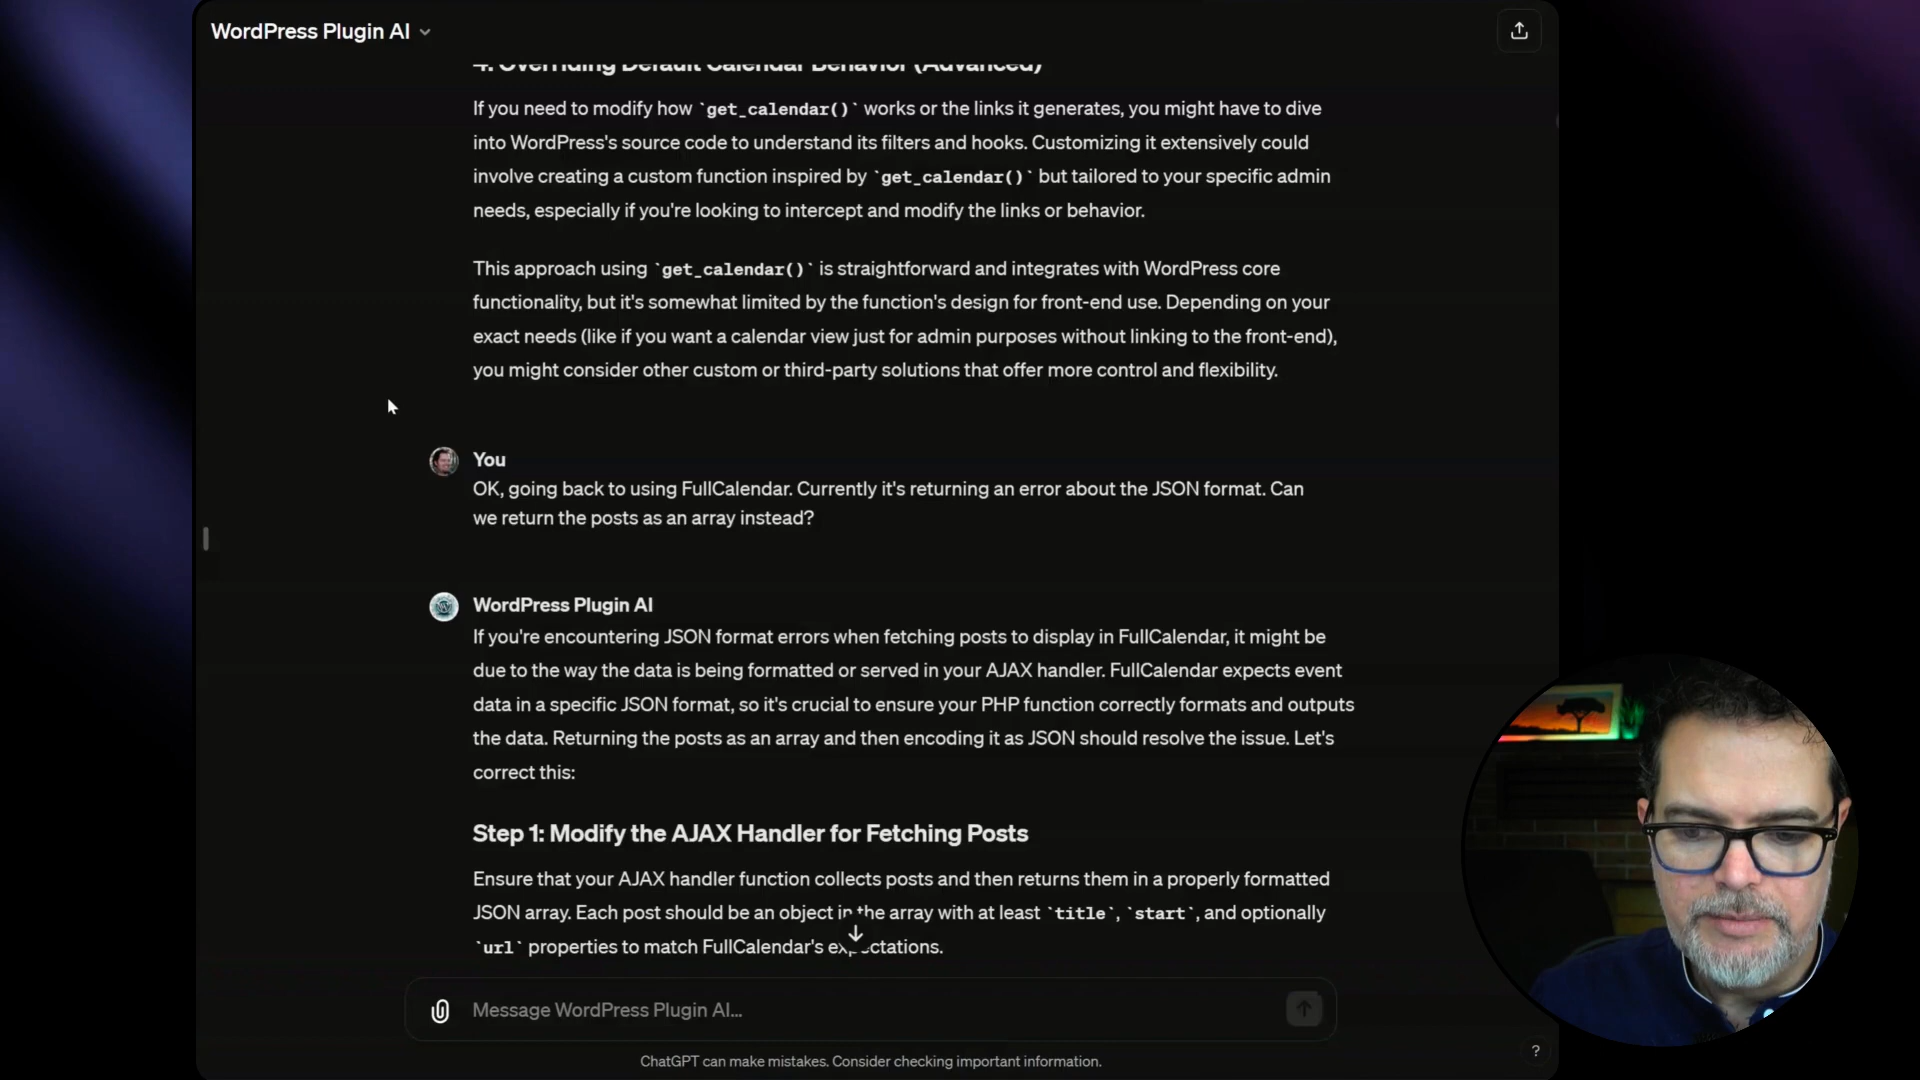 WordPress Plugin AI
4. Overriding Default Calendar Behavior (Advanced)
If you need to modify how `get_calendar()` works or the links it generates, you might have to dive
into WordPress's source code to understand its filters and hooks. Customizing it extensively could
involve creating a custom function inspired by `get_calendar()` but tailored to your specific admin
needs, especially if you're looking to intercept and modify the links or behavior.
This approach using `get_calendar()` is straightforward and integrates with WordPress core
functionality, but it's somewhat limited by the function's design for front-end use. Depending on your
exact needs (like if you want a calendar view just for admin purposes without linking to the front-end),
you might consider other custom or third-party solutions that offer more control and flexibility.
You
OK, going back to using FullCalendar. Currently it's returning an error about the JSON format. Can
we return the posts as an array instead?
WordPress Plugin AI
If you're encountering JSON format errors when fetching posts to display in FullCalendar, it might be
due to the way the data is being formatted or served in your AJAX handler. FullCalendar expects event
data in a specific JSON format, so it's crucial to ensure your PHP function correctly formats and outputs
the data. Returning the posts as an array and then encoding it as JSON should resolve the issue. Let's
correct this:
Step 1: Modify the AJAX Handler for Fetching Posts
Ensure that your AJAX handler function collects posts and then returns them in a properly formatted
JSON array. Each post should be an object in the array with at least `title`, `start`, and optionally
`url` properties to match FullCalendar's expectations.
Message WordPress Plugin AI...
ChatGPT can make mistakes. Consider checking important information.
?